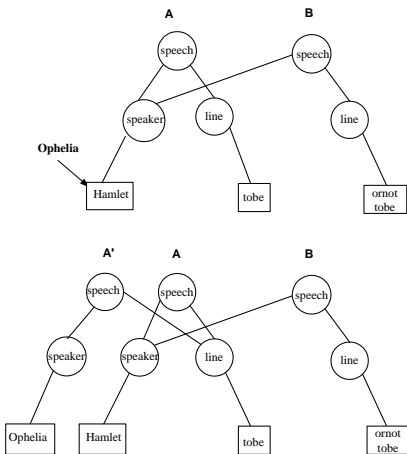 A B
speech speech
speaker line line
Ophelia
Hamlet tobe ornot
tobe
A' A B
speech speech speech
speaker speaker line line
Ophelia Hamlet tobe ornot
tobe